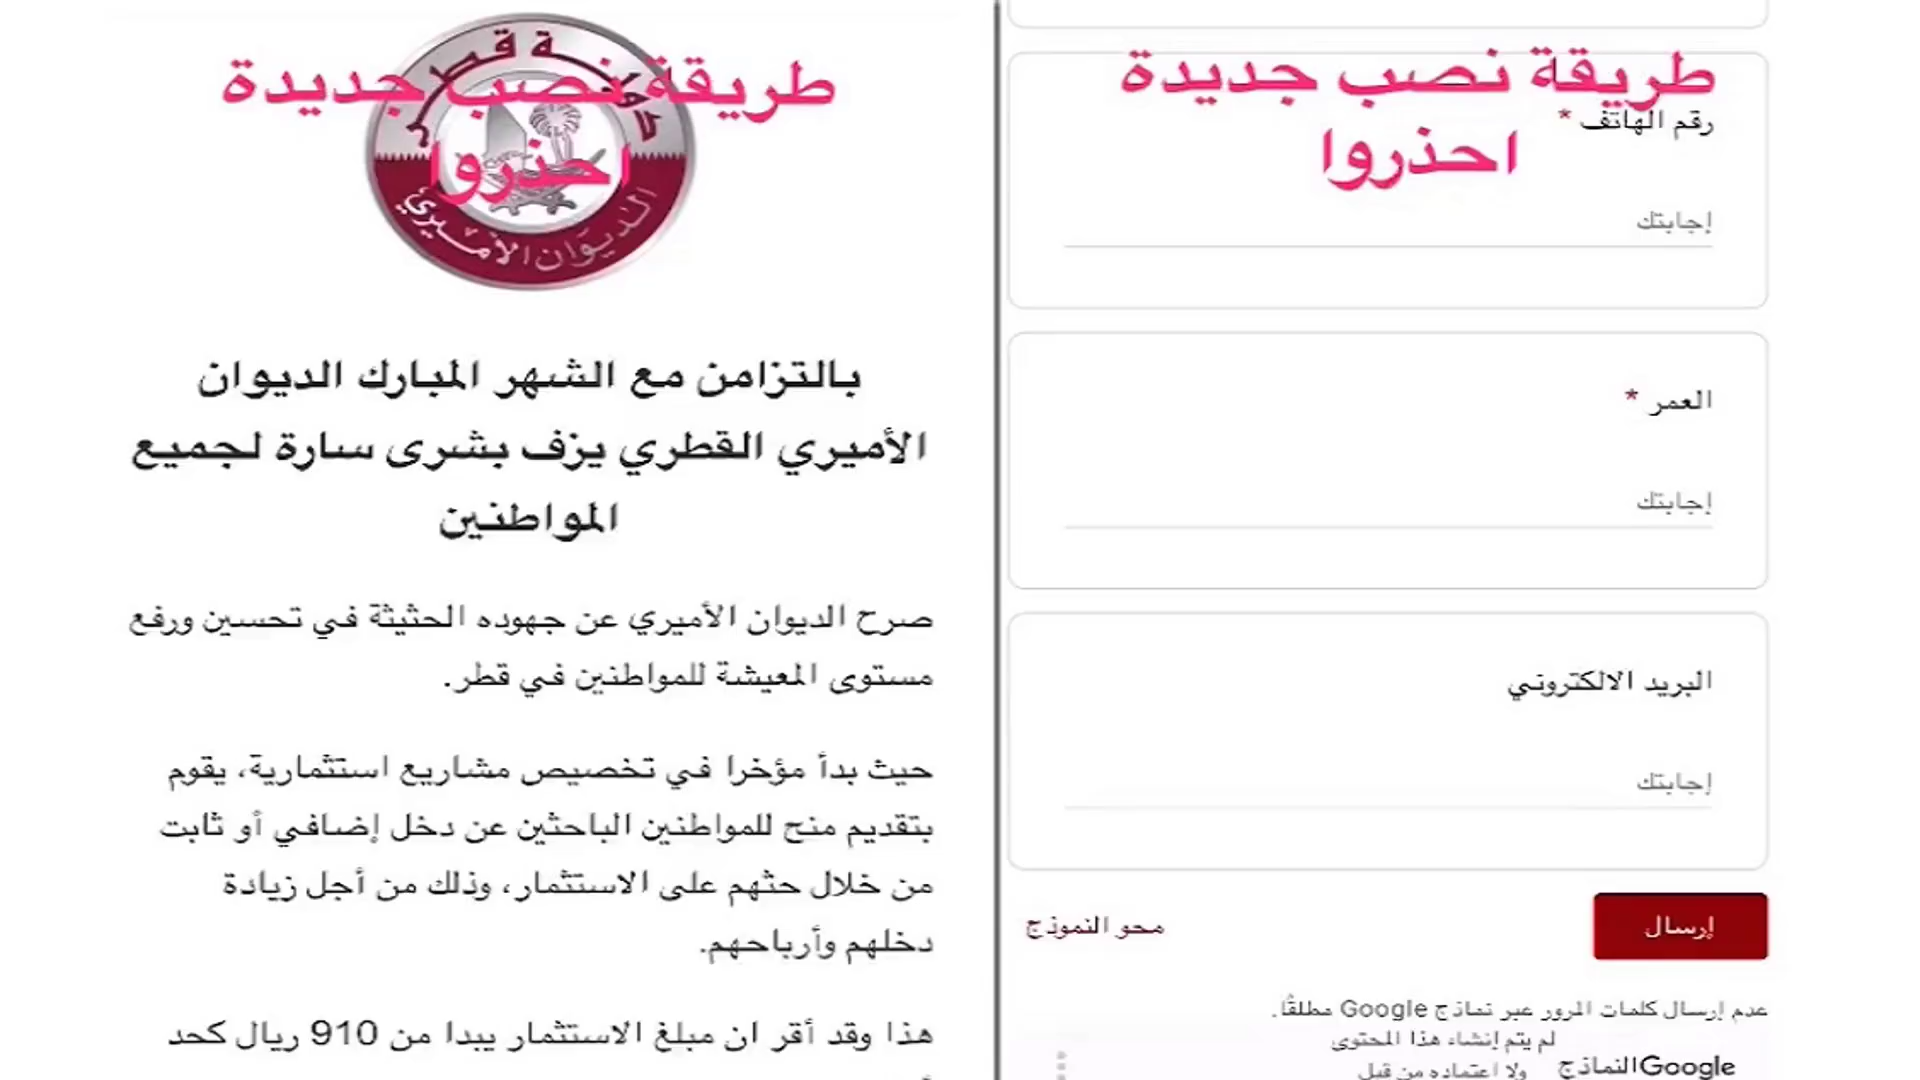 طريقة نصب جديدة
احذروا
الديوان الأميري
بالتزامن مع الشهر المبارك الديوان
الأميري القطري يزف بشرى سارة لجميع
المواطنين
صرح الديوان الأميري عن جهوده الحثيثة في تحسين ورفع
مستوى المعيشة للمواطنين في قطر.
حيث بدأ مؤخرا في تخصيص مشاريع استثمارية، يقوم
بتقديم منح للمواطنين الباحثين عن دخل إضافي أو ثابت
من خلال حثهم على الاستثمار، وذلك من أجل زيادة
دخلهم وأرباحهم.
هذا وقد أقر ان مبلغ الاستثمار يبدا من 910 ريال كحد
طريقة نصب جديدة
احذروا
رقم الهاتف *
إجابتك
العمر *
إجابتك
البريد الالكتروني
إجابتك
إرسال
محو النموذج
عدم إرسال كلمات المرور عبر نماذج Google مطلقًا.
لم يتم إنشاء هذا المحتوى
ولا اعتماده من قبل
Googleالنماذج